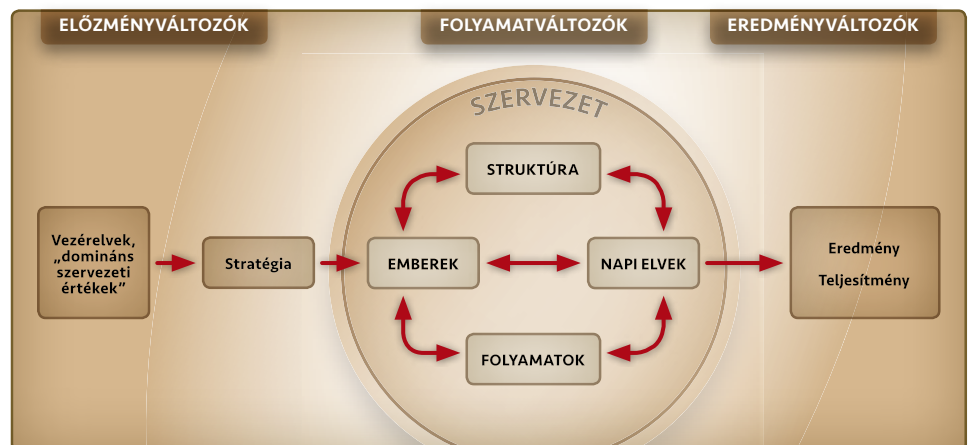 ELŐZMÉNYVÁLTOZÓK
FOLYAMATVÁLTOZÓK
EREDMÉNYVÁLTOZÓK
SZERVEZET
STRUKTÚRA
Vezérelvek,
„domináns
szervezeti
értékek”
Stratégia
EMBEREK
NAPI ELVEK
Eredmény
Teljesítmény
FOLYAMATOK